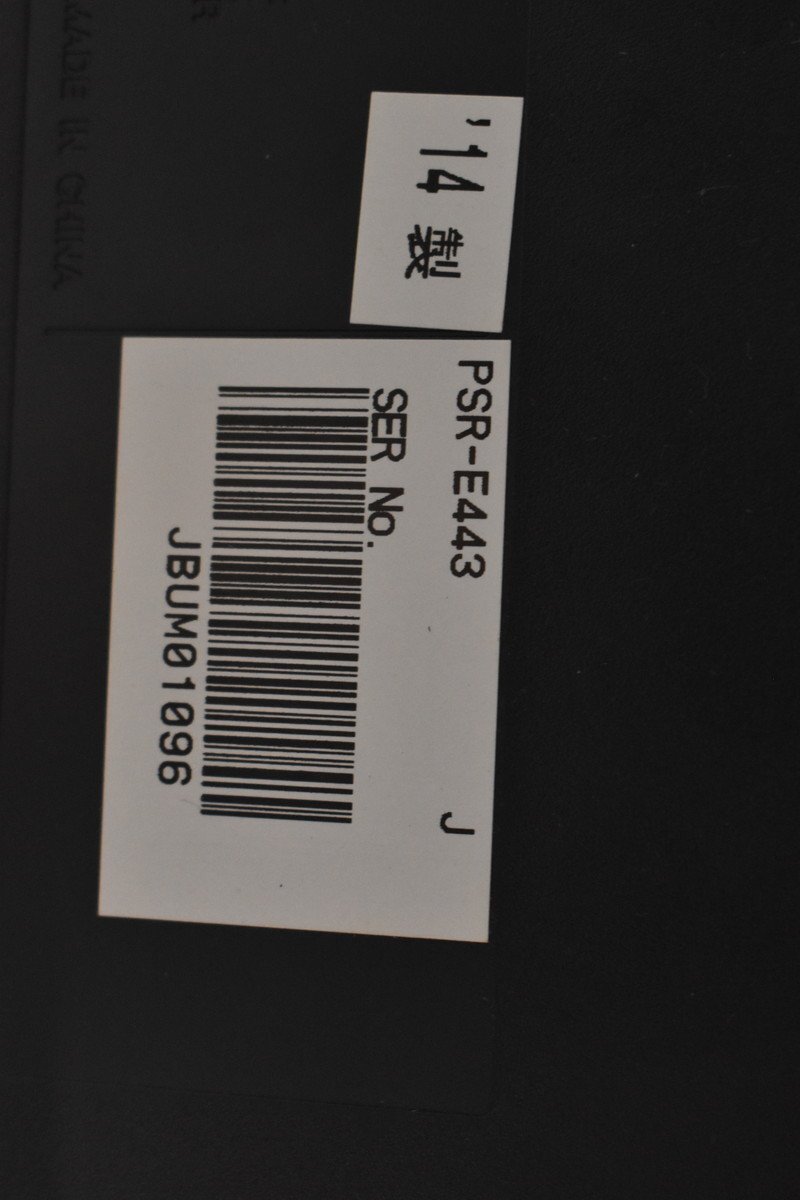 MADE IN CHINA
'14 製
PSR-E443 J
SER No.
JBUM01096